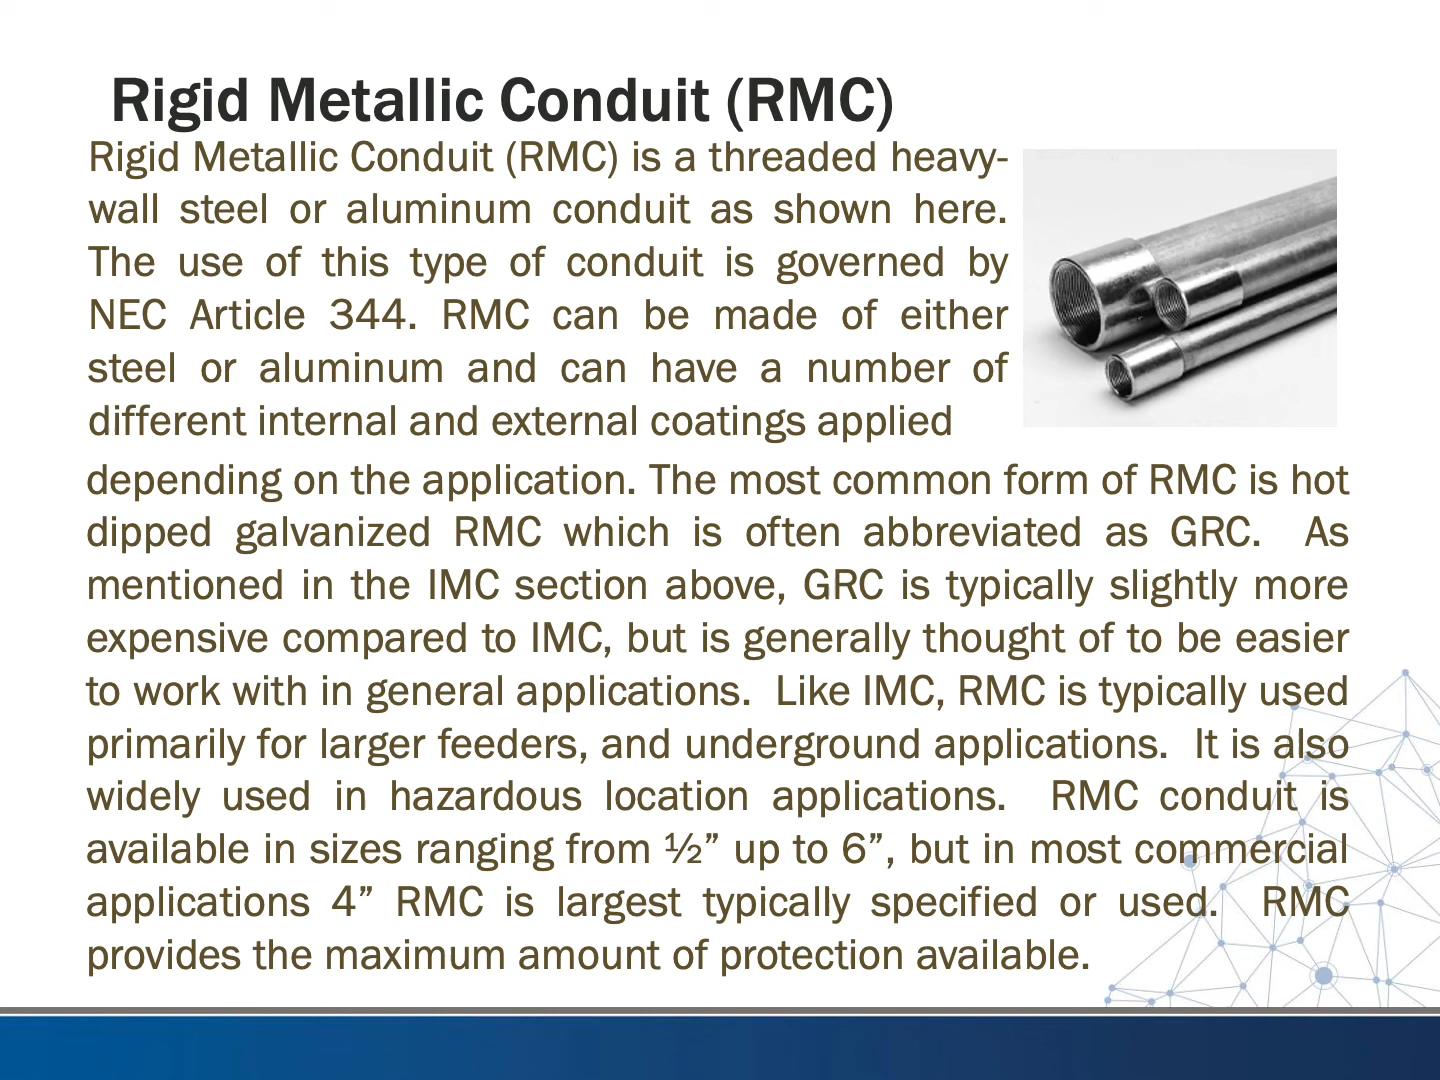 Rigid Metallic Conduit (RMC)
Rigid Metallic Conduit (RMC) is a threaded heavy-
wall steel or aluminum conduit as shown here.
The use of this type of conduit is governed by
NEC Article 344. RMC can be made of either
steel or aluminum and can have a number of
different internal and external coatings applied
depending on the application. The most common form of RMC is hot
dipped galvanized RMC which is often abbreviated as GRC. As
mentioned in the IMC section above, GRC is typically slightly more
expensive compared to IMC, but is generally thought of to be easier
to work with in general applications. Like IMC, RMC is typically used
primarily for larger feeders, and underground applications. It is also
widely used in hazardous location applications. RMC conduit is
available in sizes ranging from ½” up to 6”, but in most commercial
applications 4” RMC is largest typically specified or used. RMC
provides the maximum amount of protection available.